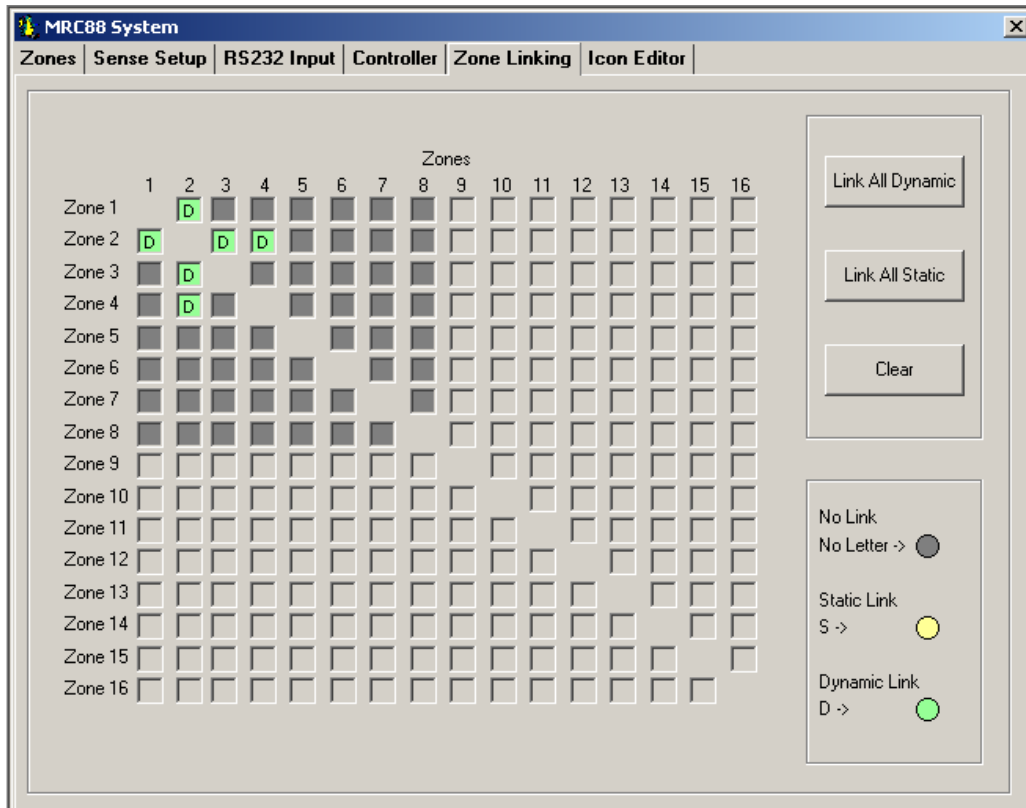 MRC88 System
Zones Sense Setup RS232 Input Controller Zone Linking Icon Editor
Zones
1 2 3 4 5 6 7 8 9 10 11 12 13 14 15 16
Zone 1 D
Zone 2 D D D
Zone 3 D
Zone 4 D
Zone 5
Zone 6
Zone 7
Zone 8
Zone 9
Zone 10
Zone 11
Zone 12
Zone 13
Zone 14
Zone 15
Zone 16
Link All Dynamic
Link All Static
Clear
No Link
No Letter ->
Static Link
S ->
Dynamic Link
D ->